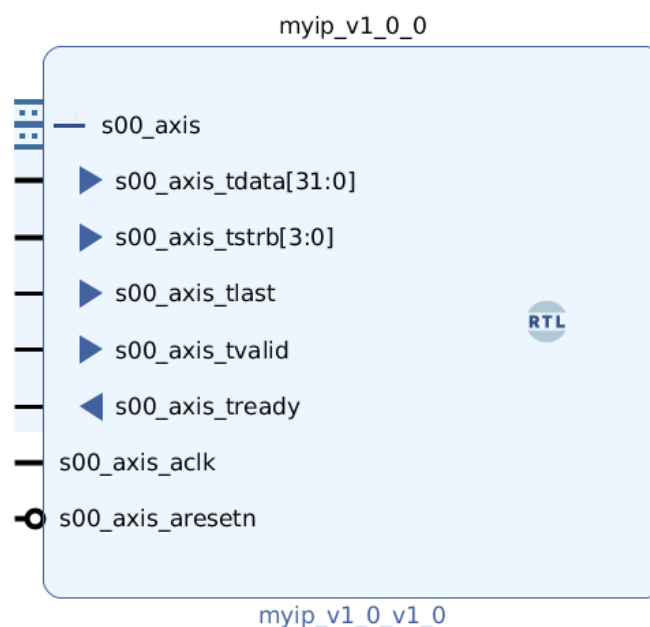 myip_v1_0_0
s00_axis
s00_axis_tdata[31:0]
s00_axis_tstrb[3:0]
s00_axis_tlast
RTL
s00_axis_tvalid
s00_axis_tready
s00_axis_aclk
s00_axis_aresetn
myip_v1_0_v1_0